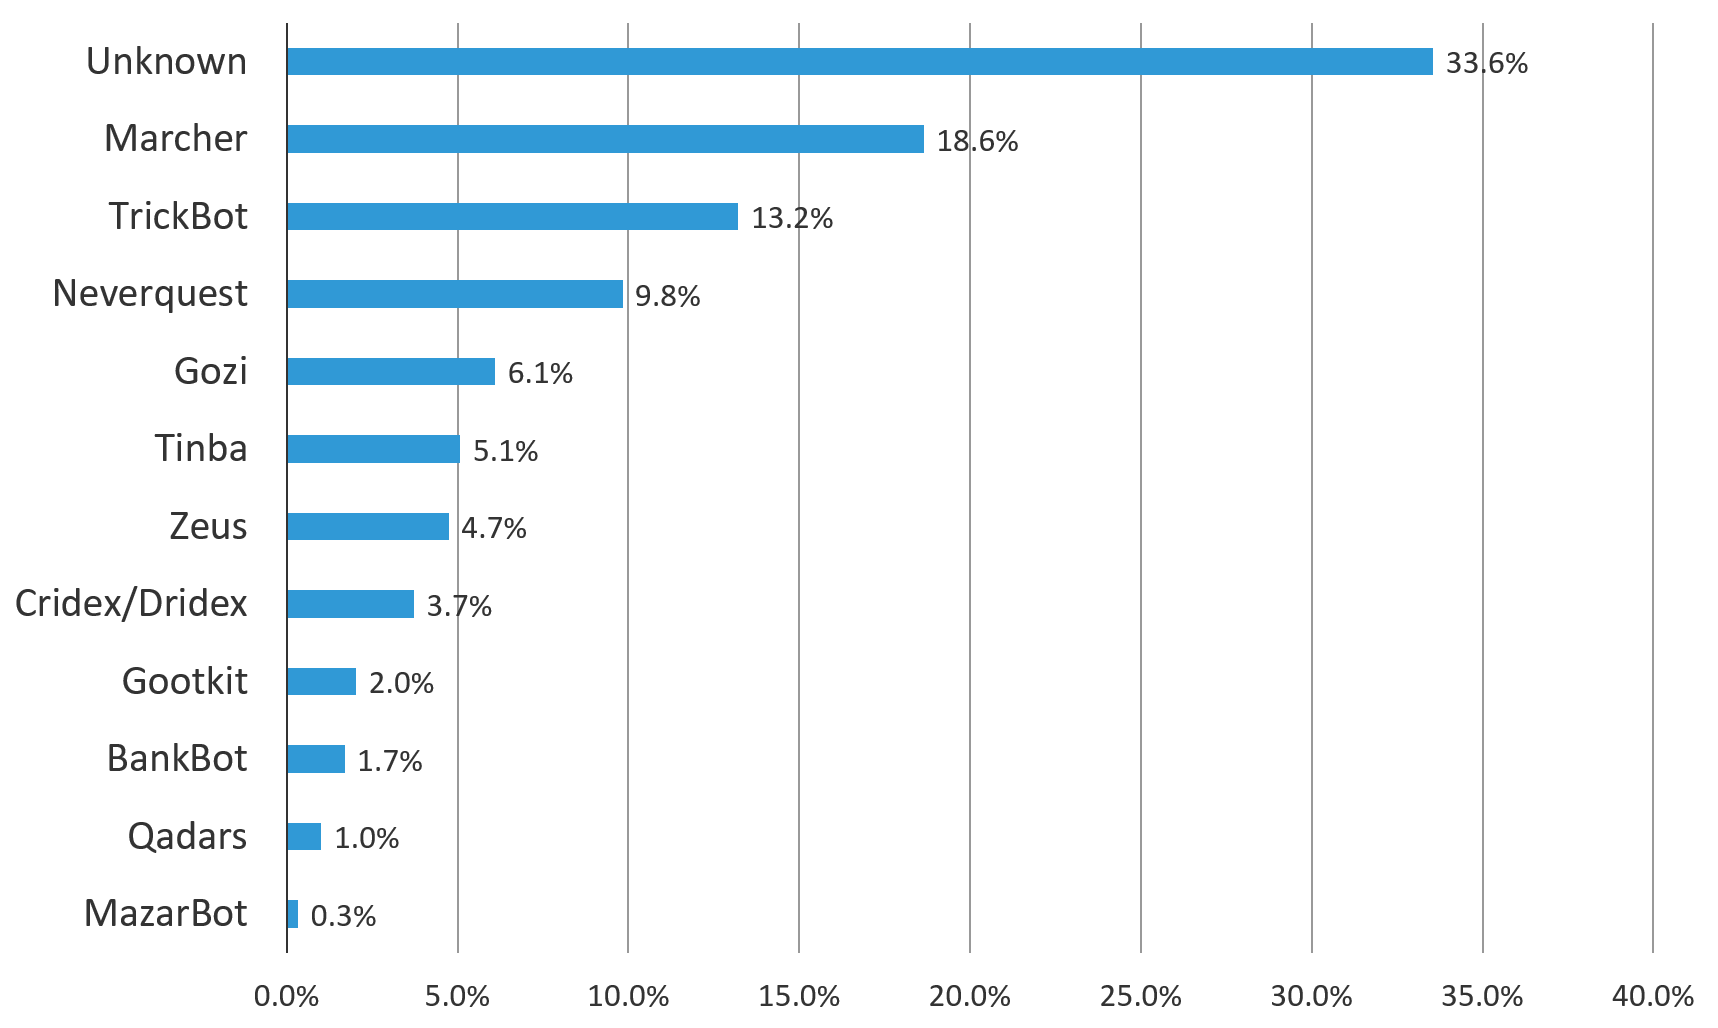 Unknown 33.6%
Marcher 18.6%
TrickBot 13.2%
Neverquest 9.8%
Gozi 6.1%
Tinba 5.1%
Zeus 4.7%
Cridex/Dridex 3.7%
Gootkit 2.0%
BankBot 1.7%
Qadars 1.0%
MazarBot 0.3%
0.0% 5.0% 10.0% 15.0% 20.0% 25.0% 30.0% 35.0% 40.0%